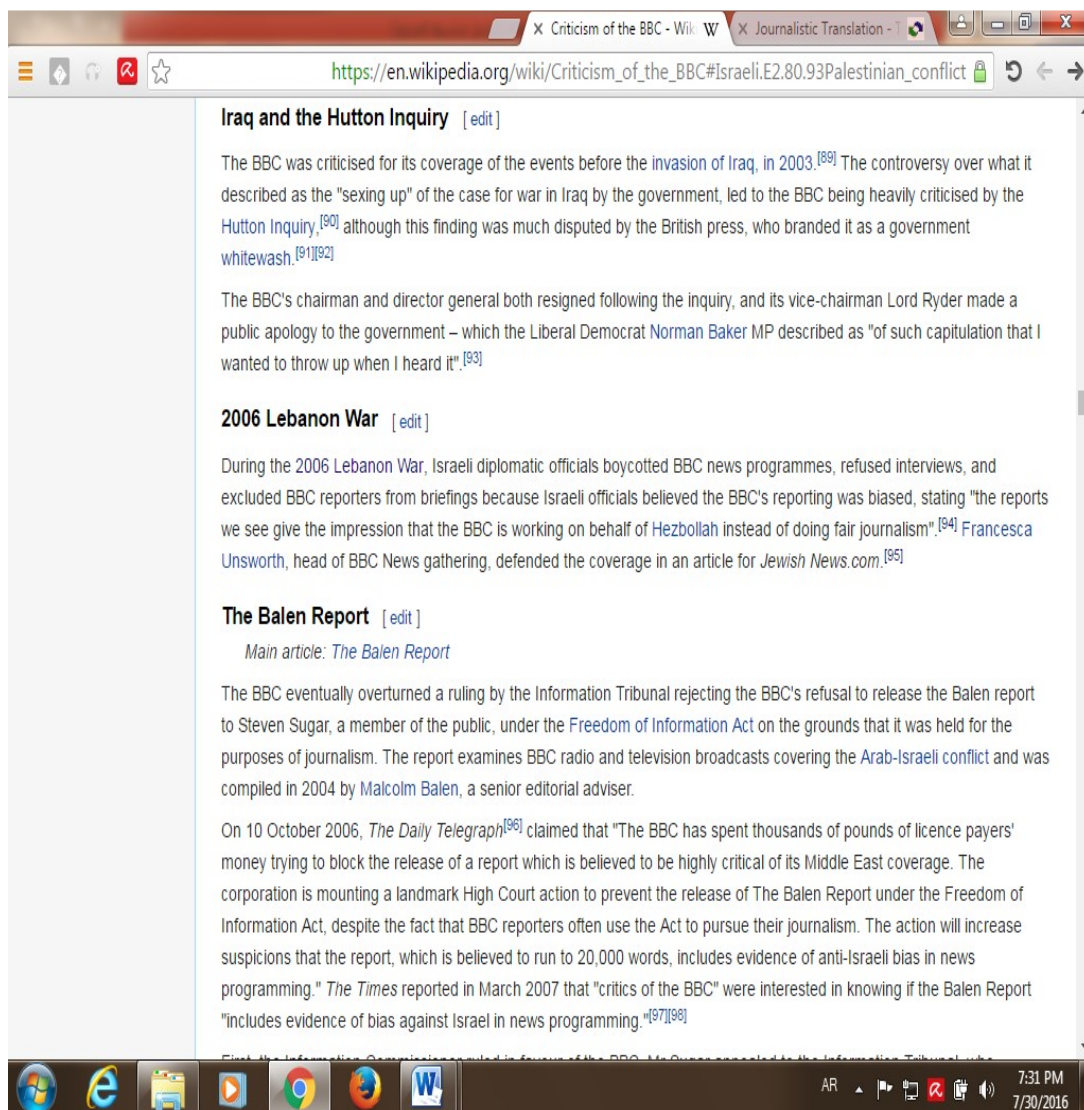 Criticism of the BBC - Wik
Journalistic Translation - T
https://en.wikipedia.org/wiki/Criticism_of_the_BBC#Israeli.E2.80.93Palestinian_conflict
Iraq and the Hutton Inquiry [ edit ]
The BBC was criticised for its coverage of the events before the invasion of Iraq, in 2003.[89] The controversy over what it
described as the "sexing up" of the case for war in Iraq by the government, led to the BBC being heavily criticised by the
Hutton Inquiry,[90] although this finding was much disputed by the British press, who branded it as a government
whitewash.[91][92]
The BBC's chairman and director general both resigned following the inquiry, and its vice-chairman Lord Ryder made a
public apology to the government – which the Liberal Democrat Norman Baker MP described as "of such capitulation that I
wanted to throw up when I heard it".[93]
2006 Lebanon War [ edit ]
During the 2006 Lebanon War, Israeli diplomatic officials boycotted BBC news programmes, refused interviews, and
excluded BBC reporters from briefings because Israeli officials believed the BBC's reporting was biased, stating "the reports
we see give the impression that the BBC is working on behalf of Hezbollah instead of doing fair journalism".[94] Francesca
Unsworth, head of BBC News gathering, defended the coverage in an article for Jewish News.com.[95]
The Balen Report [ edit ]
Main article: The Balen Report
The BBC eventually overturned a ruling by the Information Tribunal rejecting the BBC's refusal to release the Balen report
to Steven Sugar, a member of the public, under the Freedom of Information Act on the grounds that it was held for the
purposes of journalism. The report examines BBC radio and television broadcasts covering the Arab-Israeli conflict and was
compiled in 2004 by Malcolm Balen, a senior editorial adviser.
On 10 October 2006, The Daily Telegraph[96] claimed that "The BBC has spent thousands of pounds of licence payers'
money trying to block the release of a report which is believed to be highly critical of its Middle East coverage. The
corporation is mounting a landmark High Court action to prevent the release of The Balen Report under the Freedom of
Information Act, despite the fact that BBC reporters often use the Act to pursue their journalism. The action will increase
suspicions that the report, which is believed to run to 20,000 words, includes evidence of anti-Israeli bias in news
programming." The Times reported in March 2007 that "critics of the BBC" were interested in knowing if the Balen Report
"includes evidence of bias against Israel in news programming."[97][98]
First, the Information Commissioner ruled in favour of the BBC. Mr Sugar appealed to the Information Tribunal, who
AR
7:31 PM
7/30/2016